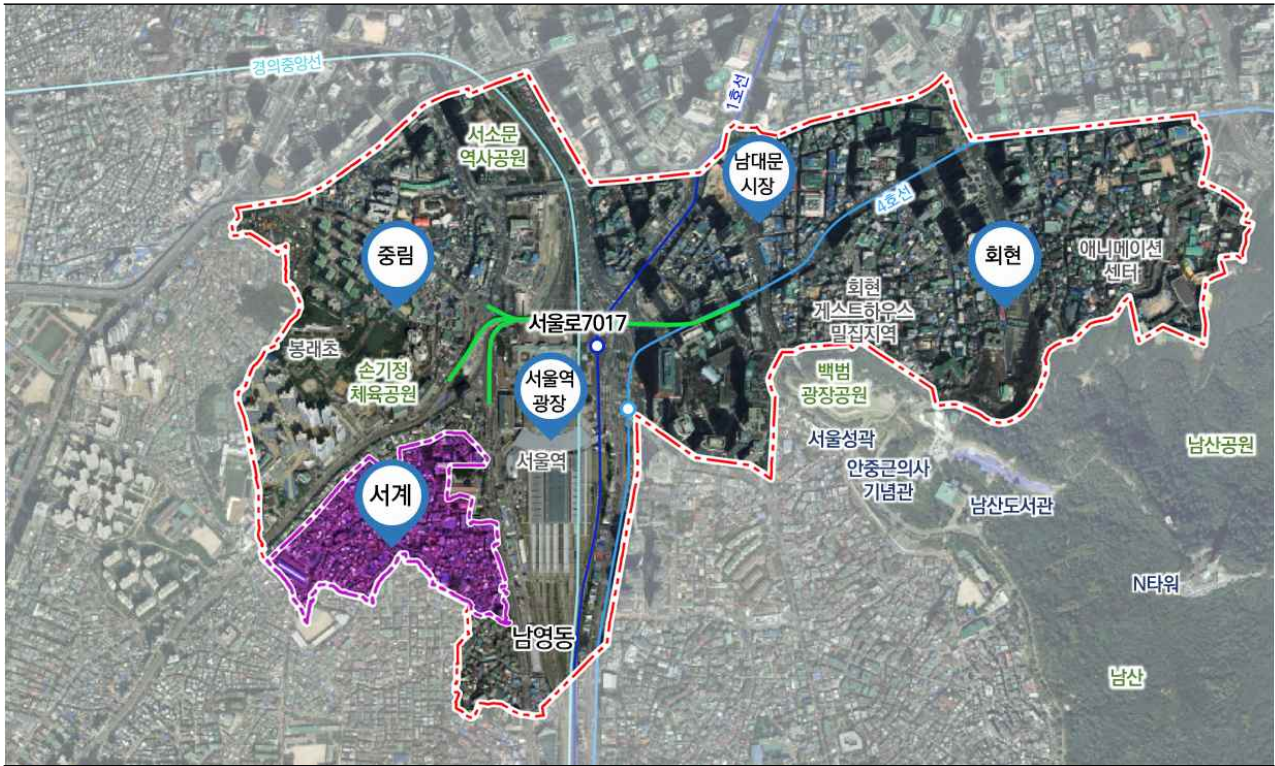 경의중앙선
1호선
서소문
역사공원
남대문
시장
4호선
중림
회현
애니메이션
센터
회현
게스트하우스
밀집지역
서울로7017
봉래초
손기정
체육공원
서울역
광장
백범
광장공원
서울역
서울성곽
안중근의사
기념관
남산공원
서계
남산도서관
N타워
남영동
남산